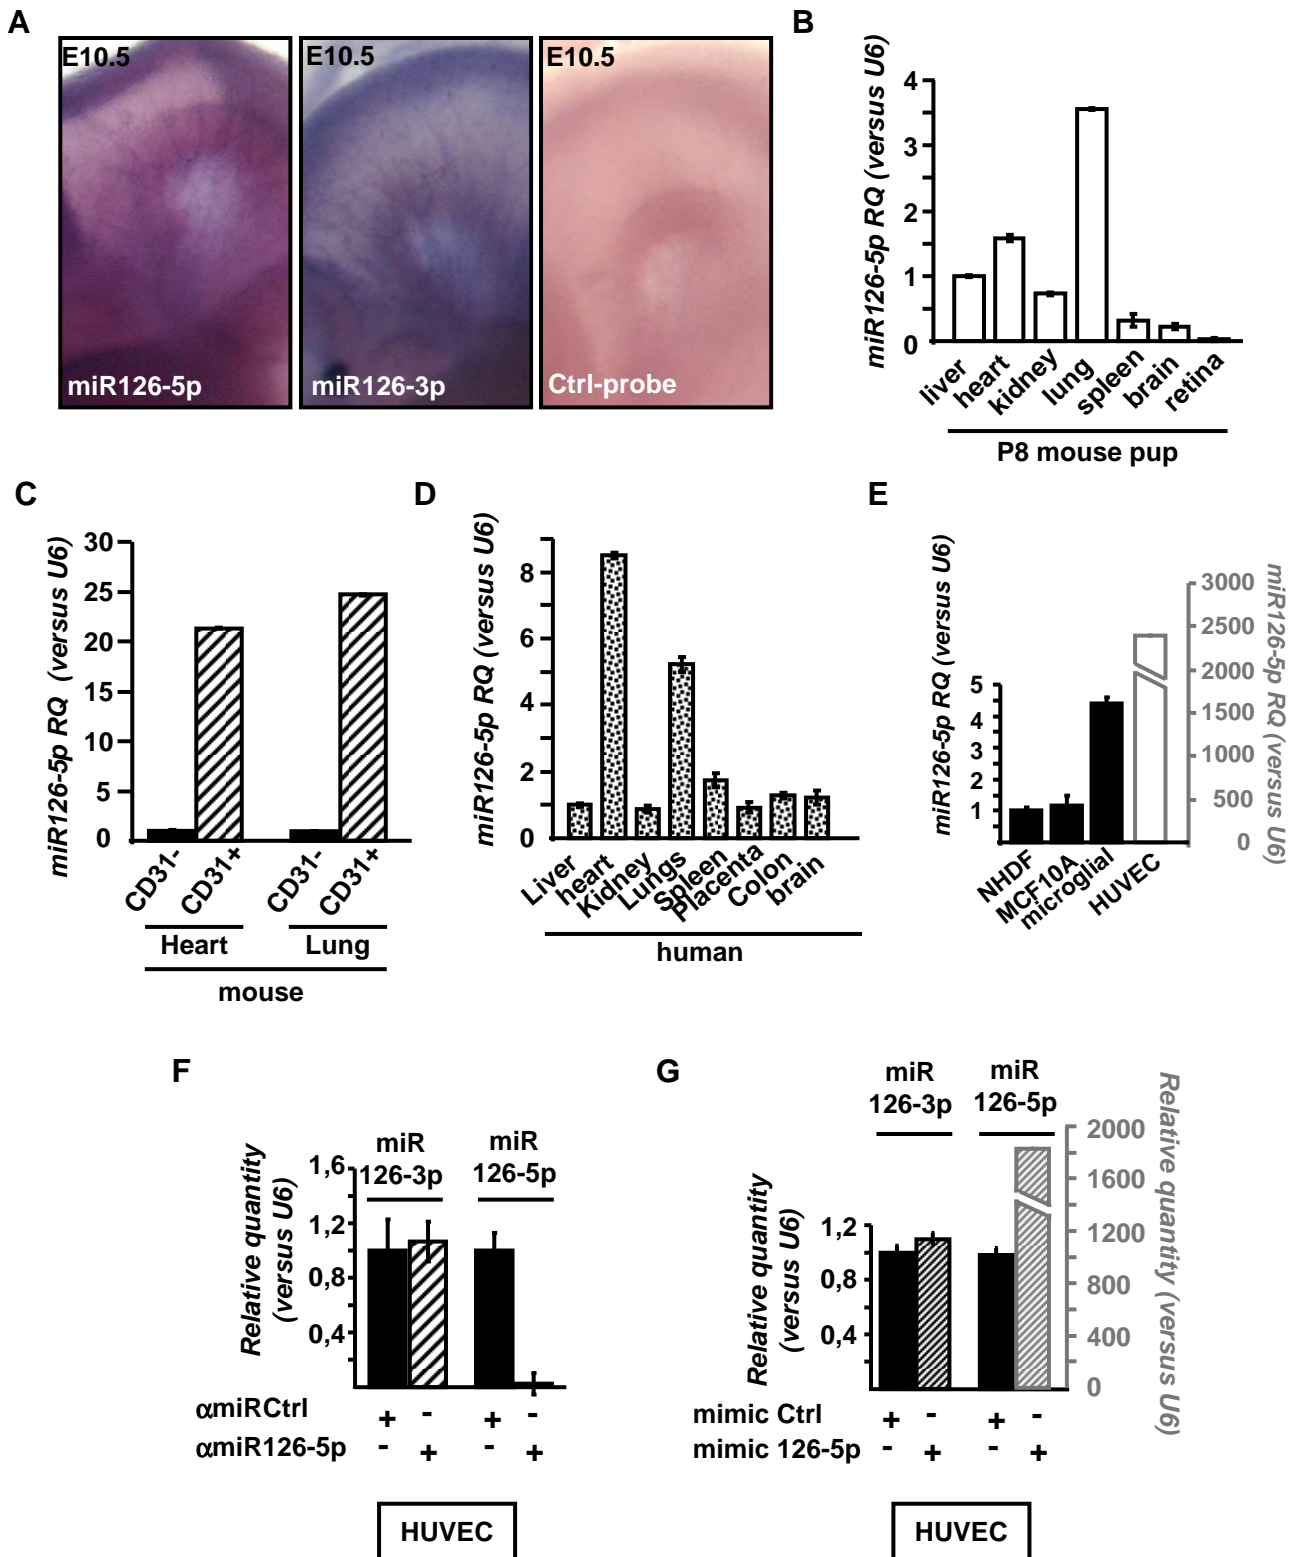 A
E10.5
E10.5
E10.5
miR126-5p
miR126-3p
Ctrl-probe
B
miR126-5p RQ (versus U6)
4
3
2
1
0
liver
heart
kidney
lung
spleen
brain
retina
P8 mouse pup
C
miR126-5p RQ (versus U6)
30
25
20
15
10
5
0
CD31-
CD31+
CD31-
CD31+
Heart
Lung
mouse
D
miR126-5p RQ (versus U6)
8
6
4
2
0
Liver
heart
Kidney
Lungs
Spleen
Placenta
Colon
brain
human
E
miR126-5p RQ (versus U6)
5
4
3
2
1
miR126-5p RQ (versus U6)
3000
2500
2000
1500
1000
500
0
NHDF
MCF10A
microglial
HUVEC
F
Relative quantity
(versus U6)
1,6
1,2
0,8
0,4
miR
126-3p
miR
126-5p
αmiRCtrl + - + -
αmiR126-5p - + - +
HUVEC
G
miR
126-3p
miR
126-5p
Relative quantity
(versus U6)
1,2
0,8
0,4
Relative quantity (versus U6)
2000
1600
1200
800
400
0
mimic Ctrl + - + -
mimic 126-5p - + - +
HUVEC